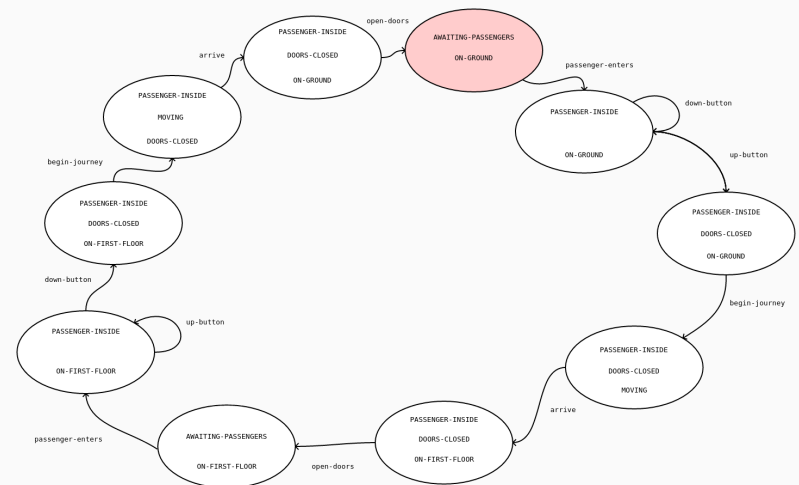 open-doors
AWAITING-PASSENGERS
ON-GROUND
passenger-enters
PASSENGER-INSIDE
ON-GROUND
down-button
up-button
PASSENGER-INSIDE
DOORS-CLOSED
ON-GROUND
begin-journey
PASSENGER-INSIDE
DOORS-CLOSED
MOVING
arrive
PASSENGER-INSIDE
DOORS-CLOSED
ON-FIRST-FLOOR
open-doors
AWAITING-PASSENGERS
ON-FIRST-FLOOR
passenger-enters
PASSENGER-INSIDE
ON-FIRST-FLOOR
up-button
down-button
PASSENGER-INSIDE
DOORS-CLOSED
ON-FIRST-FLOOR
begin-journey
PASSENGER-INSIDE
MOVING
DOORS-CLOSED
arrive
PASSENGER-INSIDE
DOORS-CLOSED
ON-GROUND